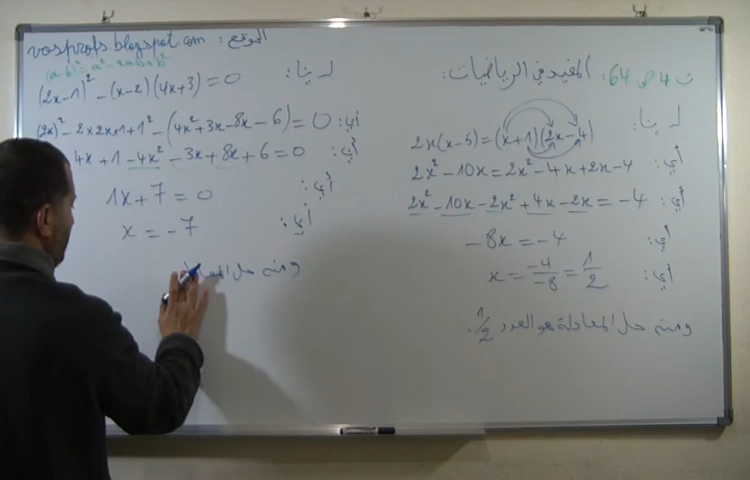 ت 4 ص 64: المفيد في الرياضيات:
لدينا: 2x(x-5)=(x+1)(2x-4)
أي: 2x²-10x=2x²-4x+2x-4
أي: 2x²-10x-2x²+4x-2x=-4
أي: -8x=-4
أي: x=-4/-8=1/2
ومنه حل المعادلة هو العدد 1/2.
الموقع: vosprofs.blogspot.com
(a-b)²=a²-2ab+b²
لدينا: (2x-1)²-(x-2)(4x+3)=0
أي: (2x)²-2×2x×1+1²-(4x²+3x-8x-6)=0
أي: 4x+1-4x²-3x+8x+6=0
أي: 1x+7=0
أي: x=-7
ومنه حل